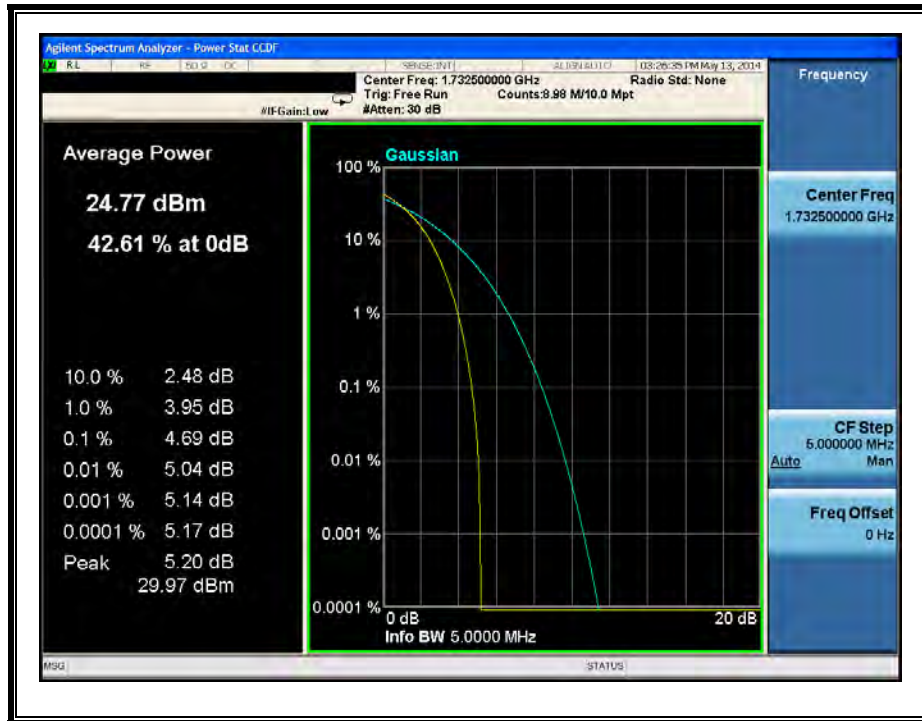 Agilent Spectrum Analyzer - Power Stat CCDF
LXI RL RF 50 Ω DC SENSE:INT ALIGN AUTO 03:26:35 PM May 13, 2014
Center Freq: 1.732500000 GHz Radio Std: None
Trig: Free Run Counts:8.98 M/10.0 Mpt
#IFGain:Low #Atten: 30 dB
Frequency
Average Power
24.77 dBm
42.61 % at 0dB
10.0 % 2.48 dB
1.0 % 3.95 dB
0.1 % 4.69 dB
0.01 % 5.04 dB
0.001 % 5.14 dB
0.0001 % 5.17 dB
Peak 5.20 dB
29.97 dBm
Gaussian
100 %
10 %
1 %
0.1 %
0.01 %
0.001 %
0.0001 %
0 dB 20 dB
Info BW 5.0000 MHz
Center Freq
1.732500000 GHz
CF Step
5.000000 MHz
Auto Man
Freq Offset
0 Hz
MSG STATUS